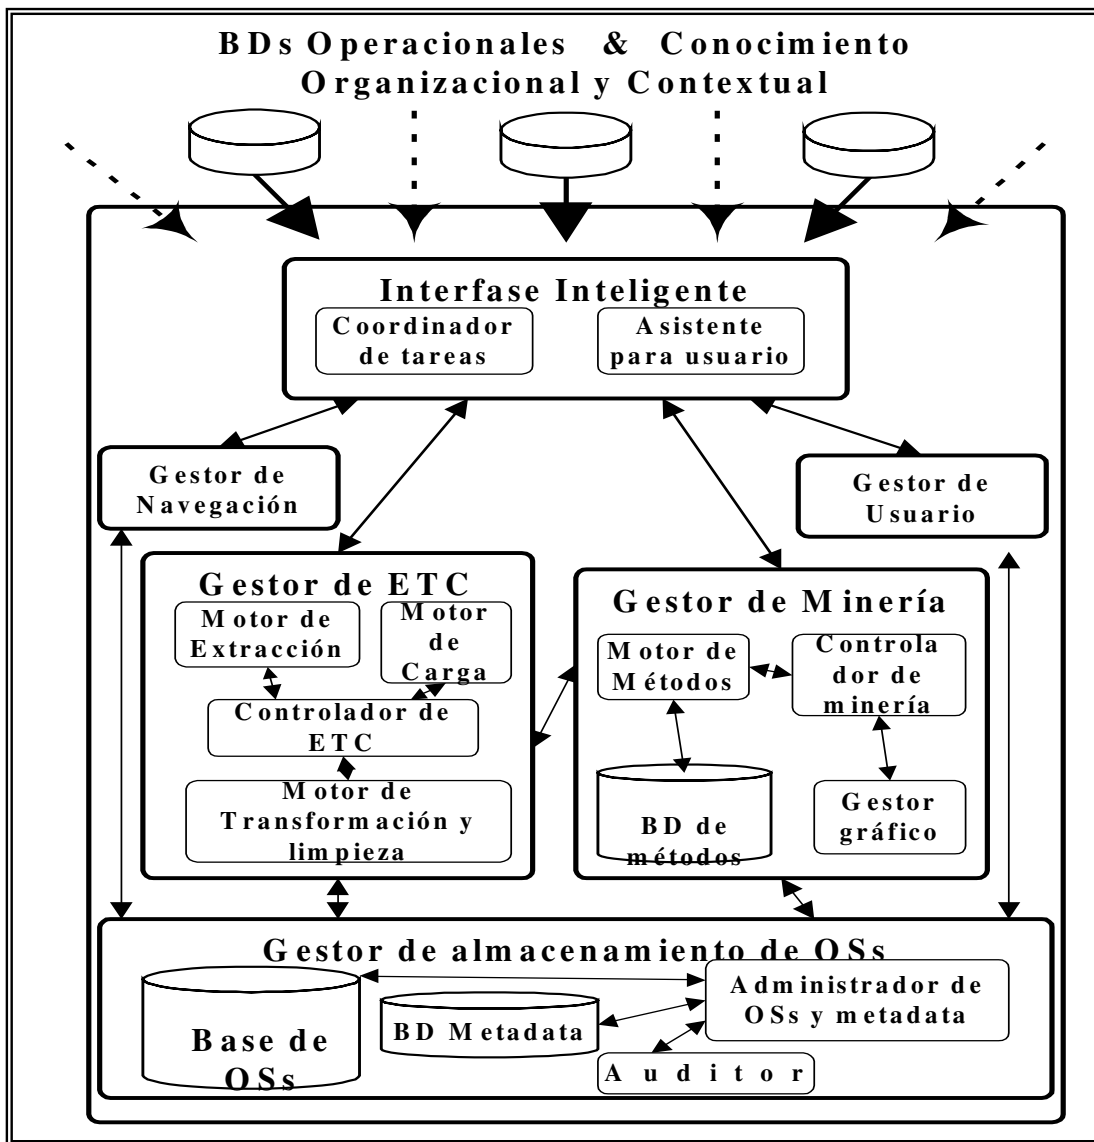 BDs Operacionales & Conocimiento
Organizacional y Contextual
Interfase Inteligente
Coordinador
de tareas
Asistente
para usuario
Gestor de
Navegación
Gestor de
Usuario
Gestor de ETC
Motor de
Extracción
Motor
de
Carga
Controlador de
ETC
Motor de
Transformación y
limpieza
Gestor de Minería
Motor de
Métodos
Controla
dor de
minería
BD de
métodos
Gestor
gráfico
Gestor de almacenamiento de OSs
Base de
OSs
BD Metadata
Administrador de
OSs y metadata
Auditor